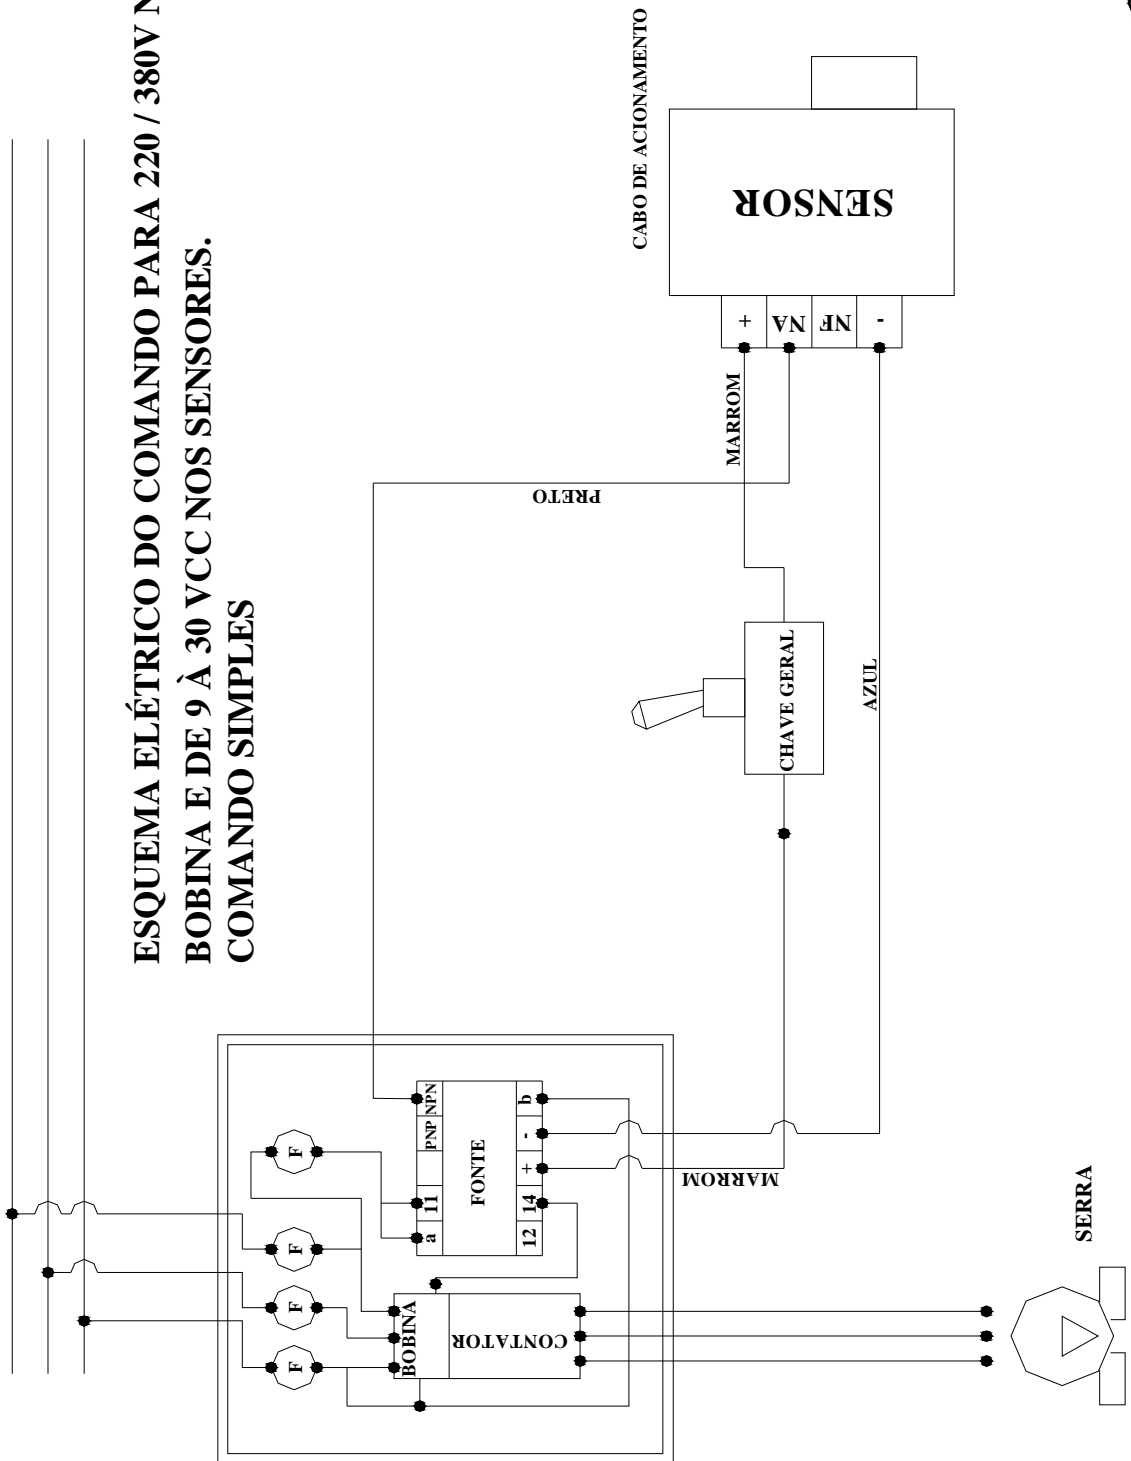 ESQUEMA ELÉTRICO DO COMANDO PARA 220 / 380V N
BOBINA E DE 9 À 30 VCC NOS SENSORES.
COMANDO SIMPLES
CABO DE ACIONAMENTO
SENSOR
+
NA
NF
-
MARROM
PRETO
CHAVE GERAL
AZUL
MARROM
F
F
F
F
PNP
NPN
11
a
FONTE
b
-
+
14
12
BOBINA
CONTATOR
SERRA